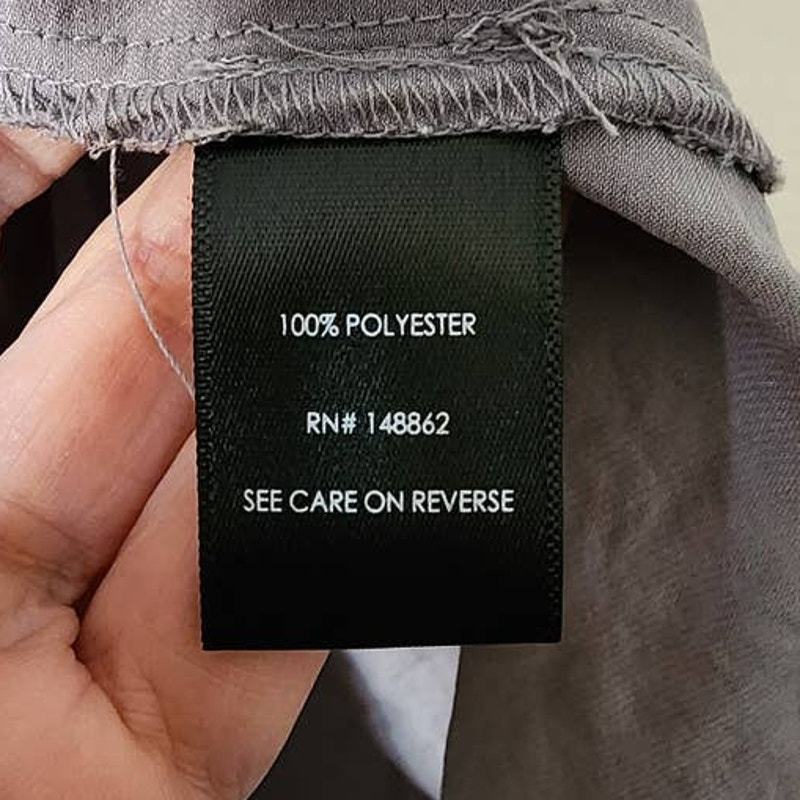 100% POLYESTER
RN# 148862
SEE CARE ON REVERSE